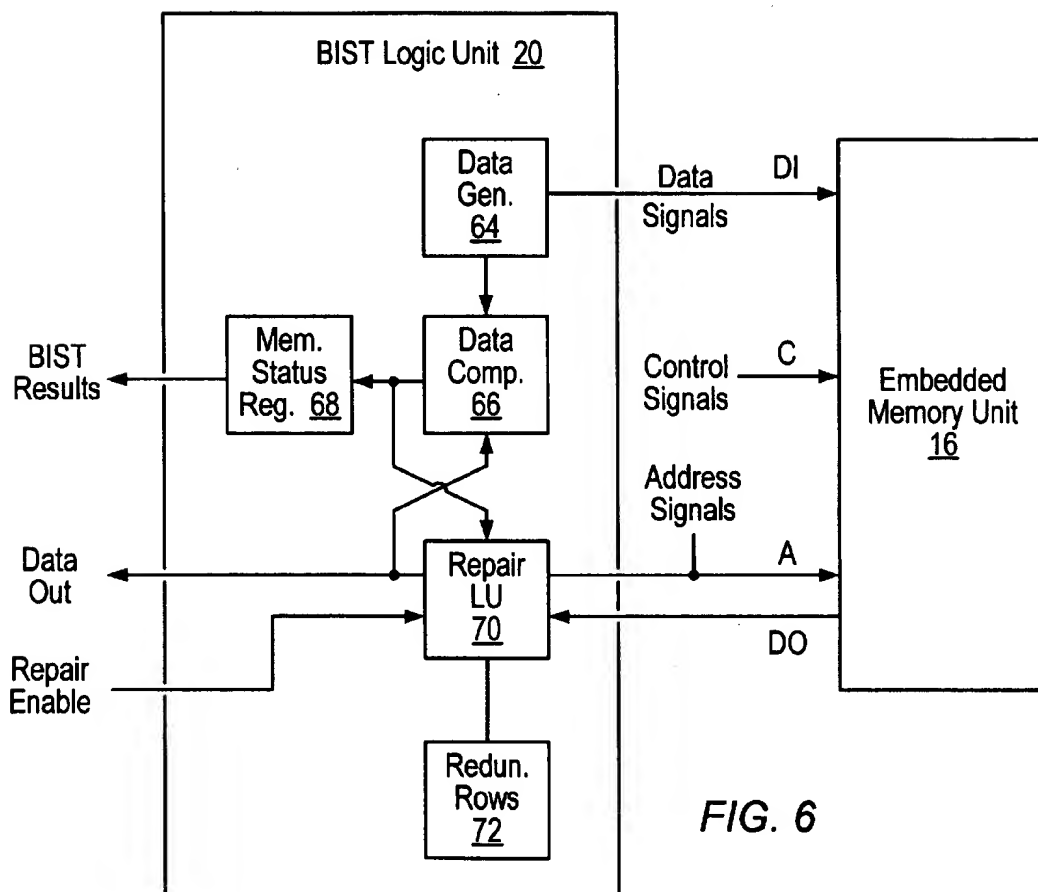 BIST Logic Unit 20
Data
Gen.
64
Data
Signals
DI
BIST
Results
Mem.
Status
Reg. 68
Data
Comp.
66
Control
Signals
C
Embedded
Memory Unit
16
Address
Signals
Data
Out
Repair
LU
70
A
DO
Repair
Enable
Redun.
Rows
72
FIG. 6